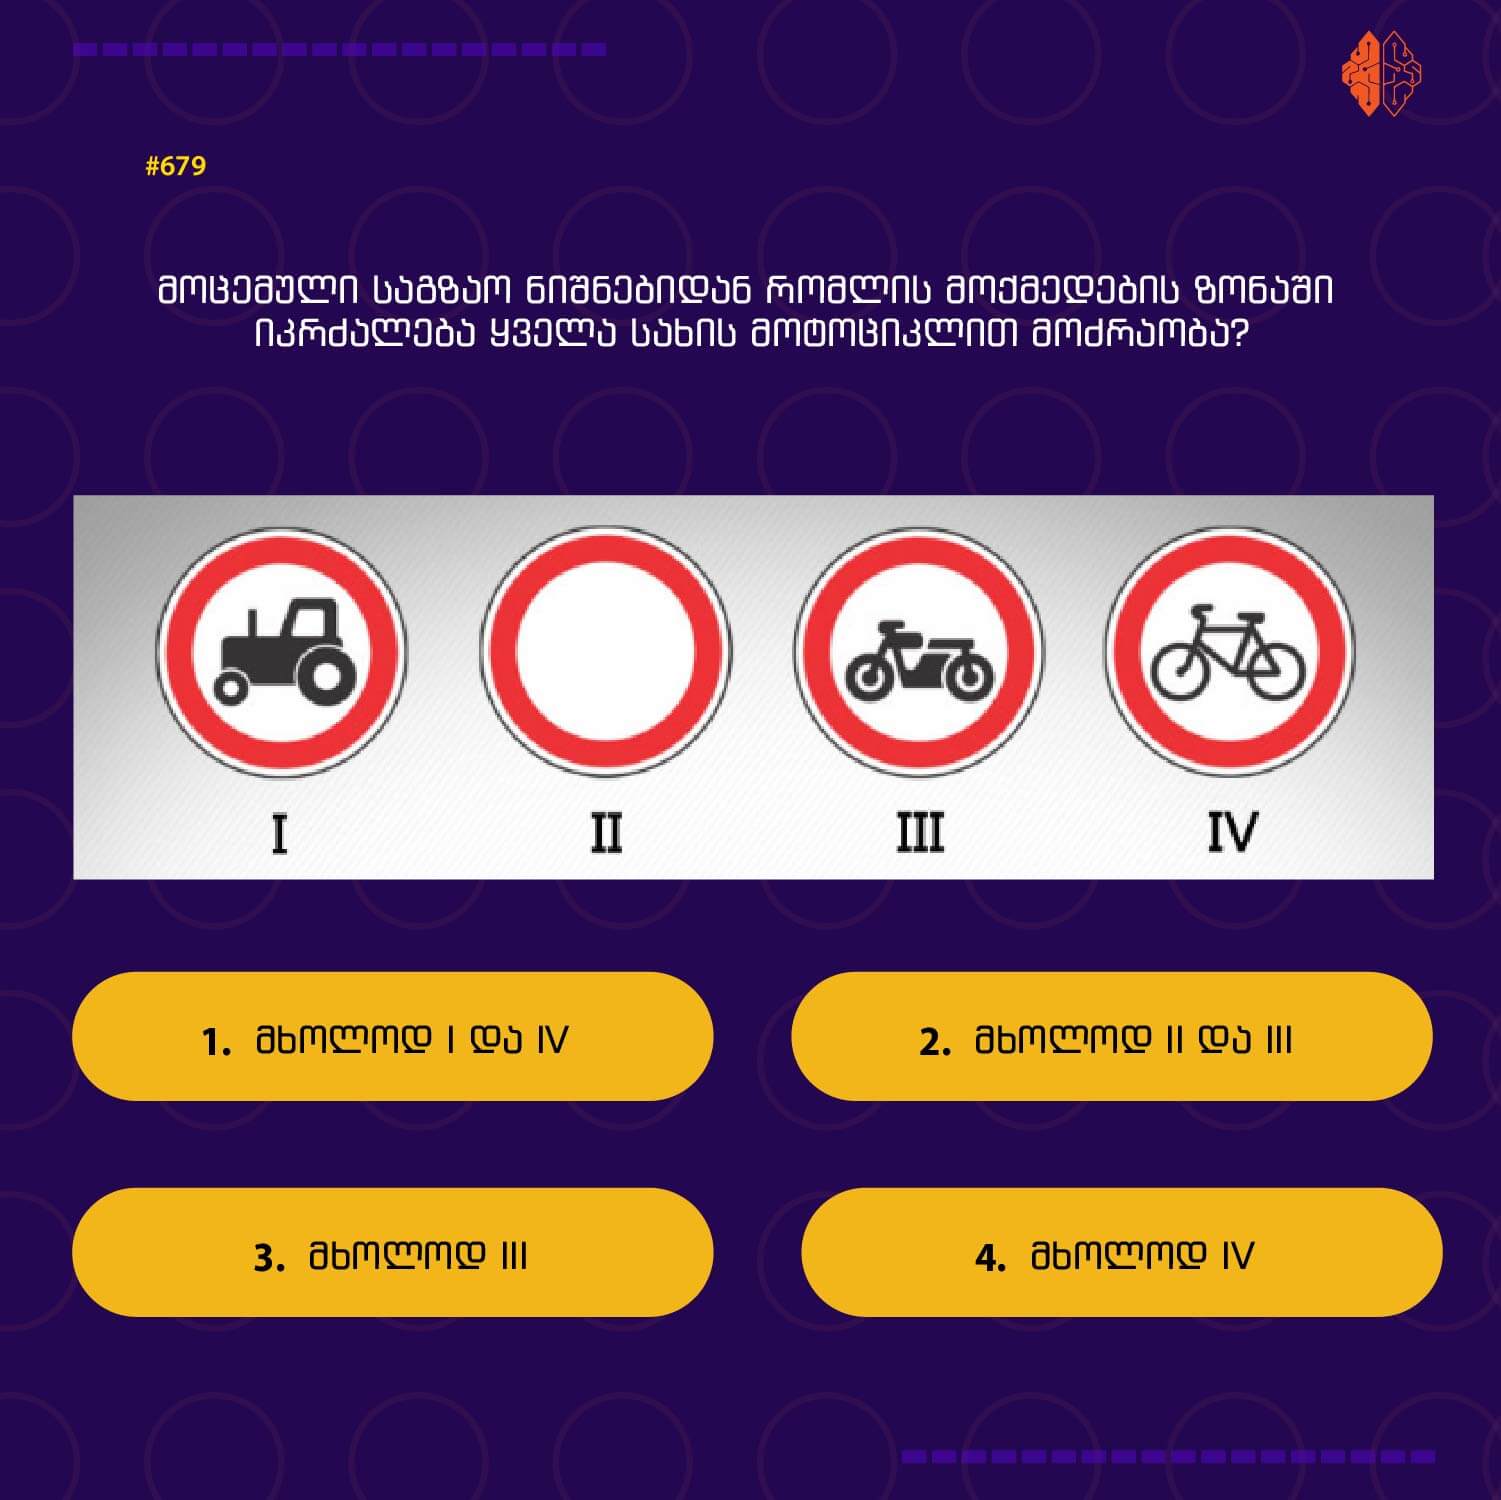 #679
მოცემული საგზაო ნიშნებიდან რომლის მოქმედების ზონაში
იკრძალება ყველა სახის მოტოციკლით მოძრაობა?
I
II
III
IV
1. მხოლოდ I და IV
2. მხოლოდ II და III
3. მხოლოდ III
4. მხოლოდ IV